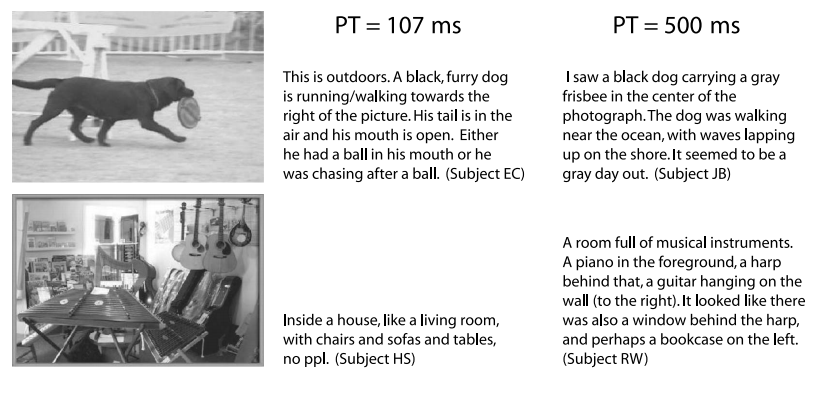 PT = 107 ms
PT = 500 ms
This is outdoors. A black, furry dog
is running/walking towards the
right of the picture. His tail is in the
air and his mouth is open. Either
he had a ball in his mouth or he
was chasing after a ball. (Subject EC)
I saw a black dog carrying a gray
frisbee in the center of the
photograph. The dog was walking
near the ocean, with waves lapping
up on the shore. It seemed to be a
gray day out. (Subject JB)
Inside a house, like a living room,
with chairs and sofas and tables,
no ppl. (Subject HS)
A room full of musical instruments.
A piano in the foreground, a harp
behind that, a guitar hanging on the
wall (to the right). It looked like there
was also a window behind the harp,
and perhaps a bookcase on the left.
(Subject RW)